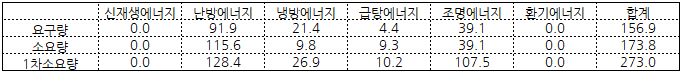 신재생에너지 난방에너지 냉방에너지 급탕에너지 조명에너지 환기에너지 합계
요구량 0.0 91.9 21.4 4.4 39.1 0.0 156.9
소요량 0.0 115.6 9.8 9.3 39.1 0.0 173.8
1차소요량 0.0 128.4 26.9 10.2 107.5 0.0 273.0